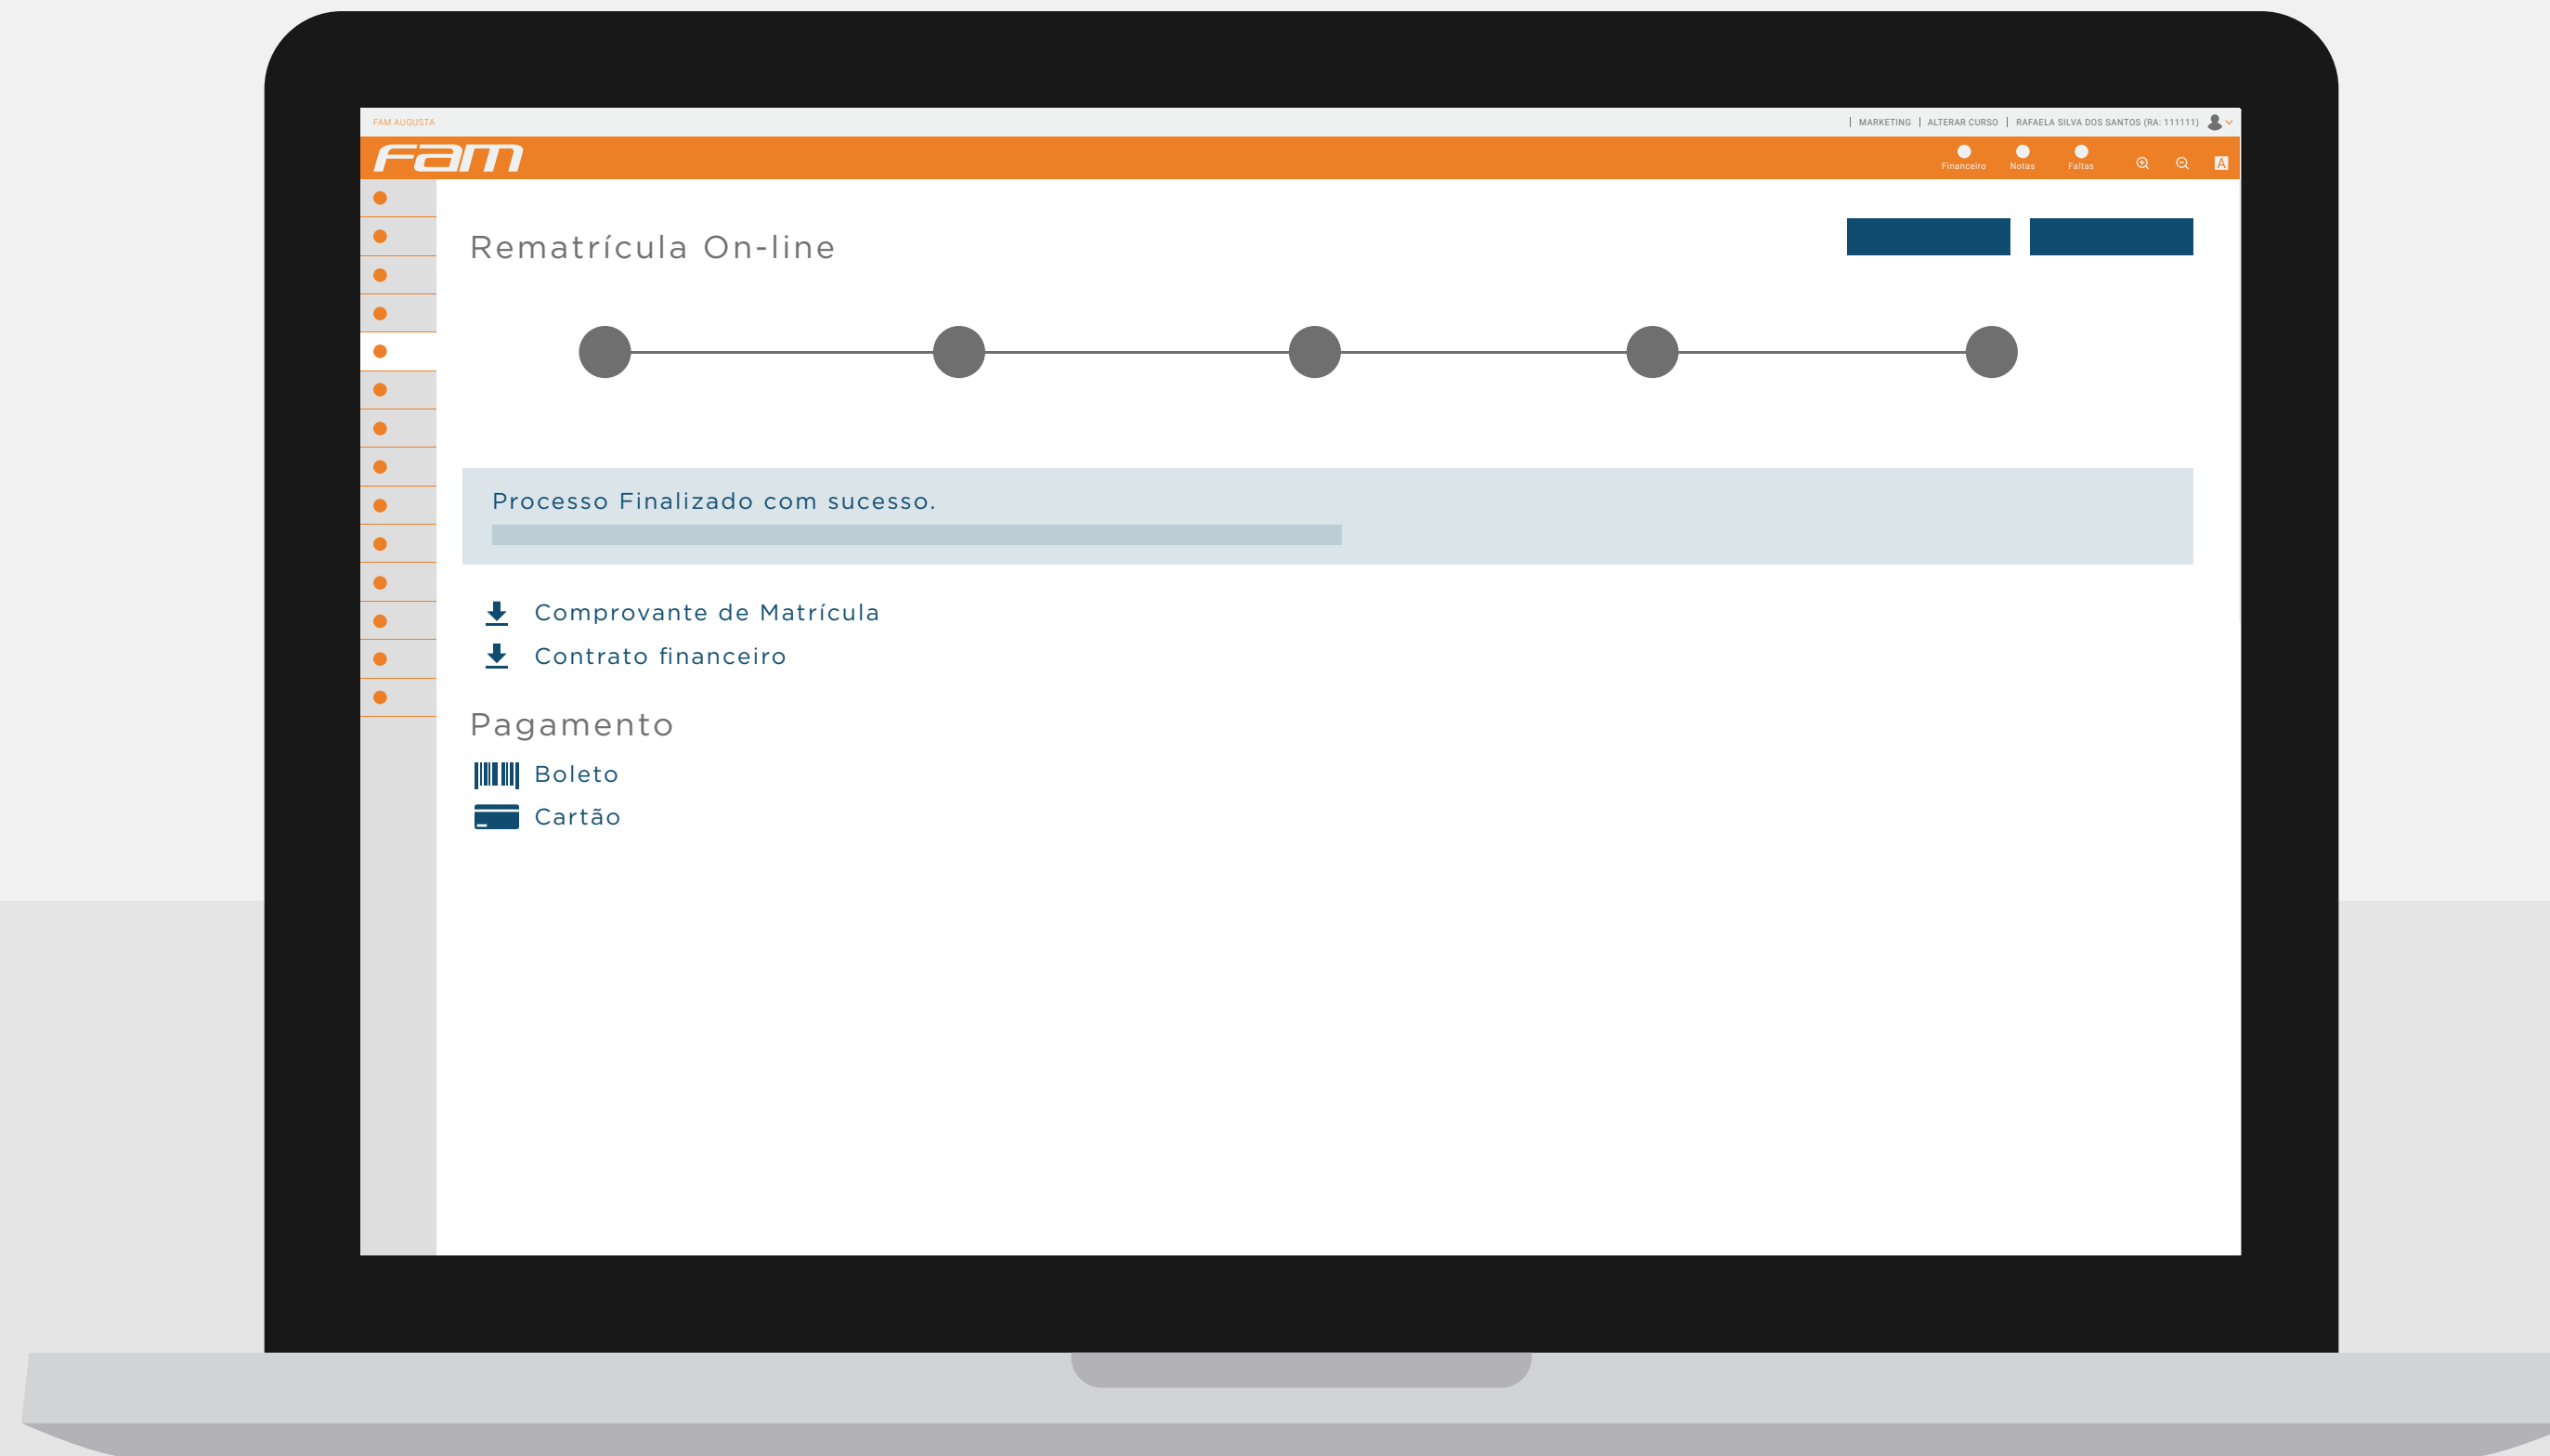 FAM AUGUSTA
| MARKETING | ALTERAR CURSO | RAFAELA SILVA DOS SANTOS (RA: 111111)
Fam
Financeiro Notas Faltas A
Rematrícula On-line
Processo Finalizado com sucesso.
Comprovante de Matrícula
Contrato financeiro
Pagamento
Boleto
Cartão